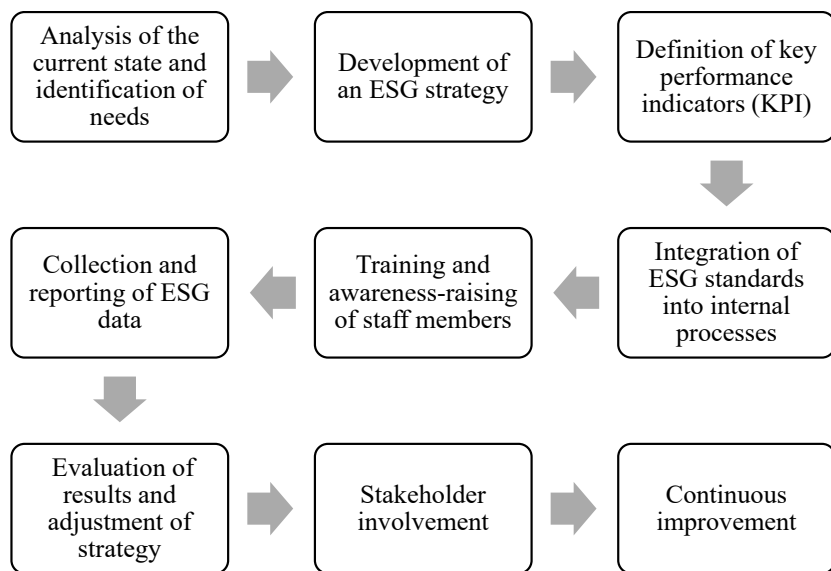 Analysis of the
current state and
identification of
needs
Development of
an ESG strategy
Definition of key
performance
indicators (KPI)
Integration of
ESG standards
into internal
processes
Training and
awareness-raising
of staff members
Collection and
reporting of ESG
data
Evaluation of
results and
adjustment of
strategy
Stakeholder
involvement
Continuous
improvement